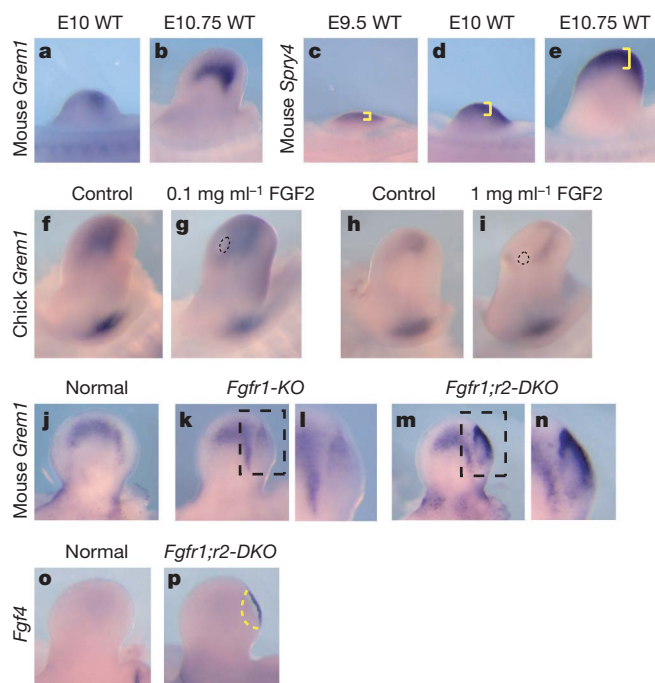 E10 WT E10.75 WT E9.5 WT E10 WT E10.75 WT
a b c d e
Mouse Grem1 Mouse Spry4
Control 0.1 mg ml⁻¹ FGF2 Control 1 mg ml⁻¹ FGF2
f g h i
Chick Grem1
Normal Fgfr1-KO Fgfr1;r2-DKO
j k l m n
Mouse Grem1
Normal Fgfr1;r2-DKO
o p
Fgf4